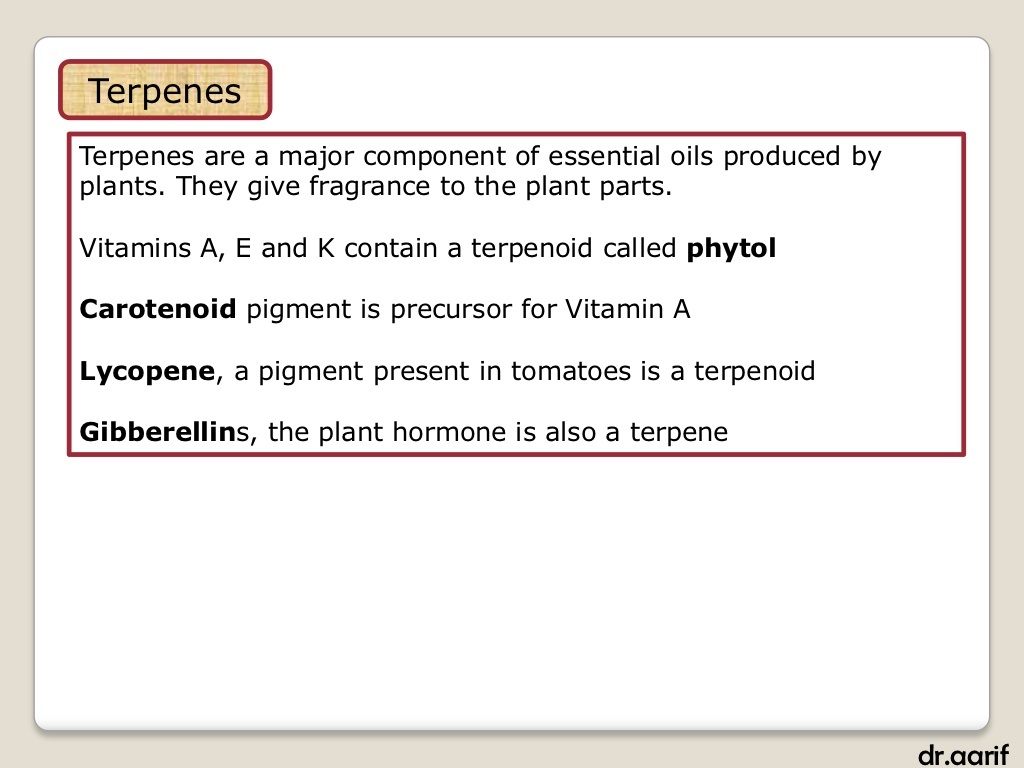 Terpenes
Terpenes are a major component of essential oils produced by
plants. They give fragrance to the plant parts.
Vitamins A, E and K contain a terpenoid called phytol
Carotenoid pigment is precursor for Vitamin A
Lycopene, a pigment present in tomatoes is a terpenoid
Gibberellins, the plant hormone is also a terpene
dr.aarif